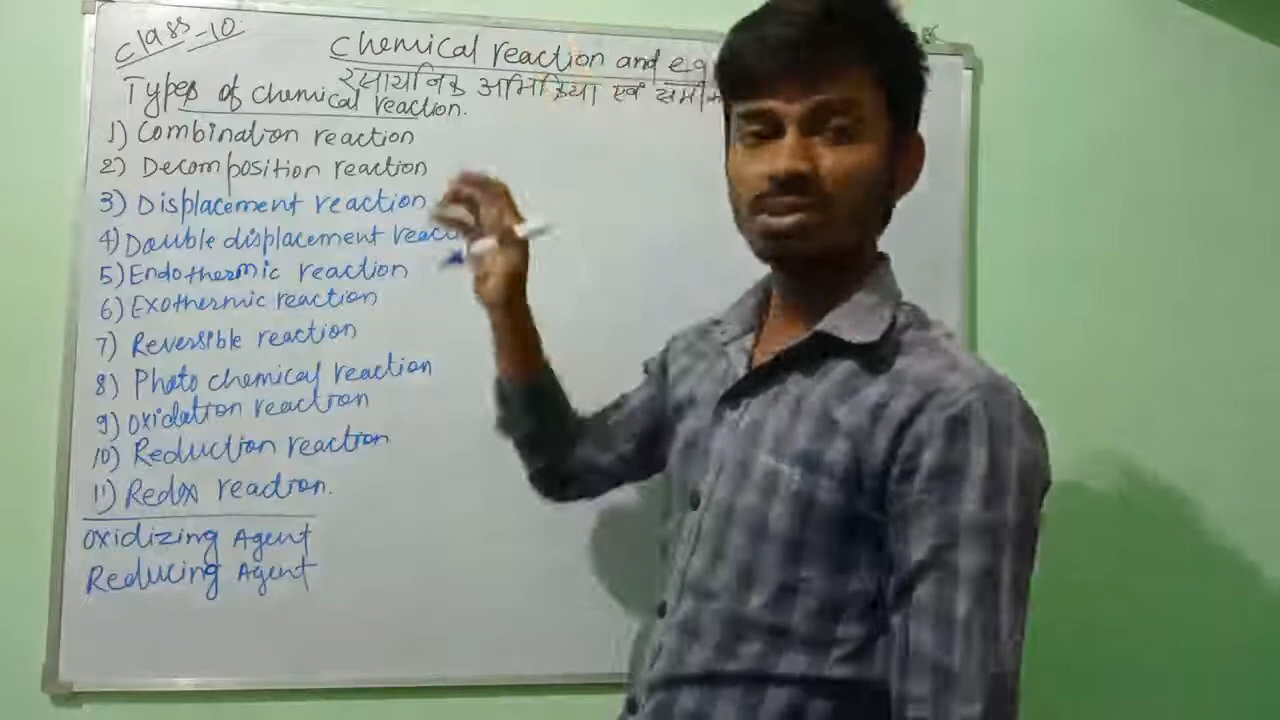 Class-10
Chemical reaction and eq
रसायनिक अभिक्रिया एवं समी
Types of chemical reaction.
1) Combination reaction
2) Decomposition reaction
3) Displacement reaction
4) Double displacement reac
5) Endothermic reaction
6) Exothermic reaction
7) Reversible reaction
8) Photo chemical reaction
9) Oxidation reaction
10) Reduction reaction
11) Redox reaction.
Oxidizing Agent
Reducing Agent